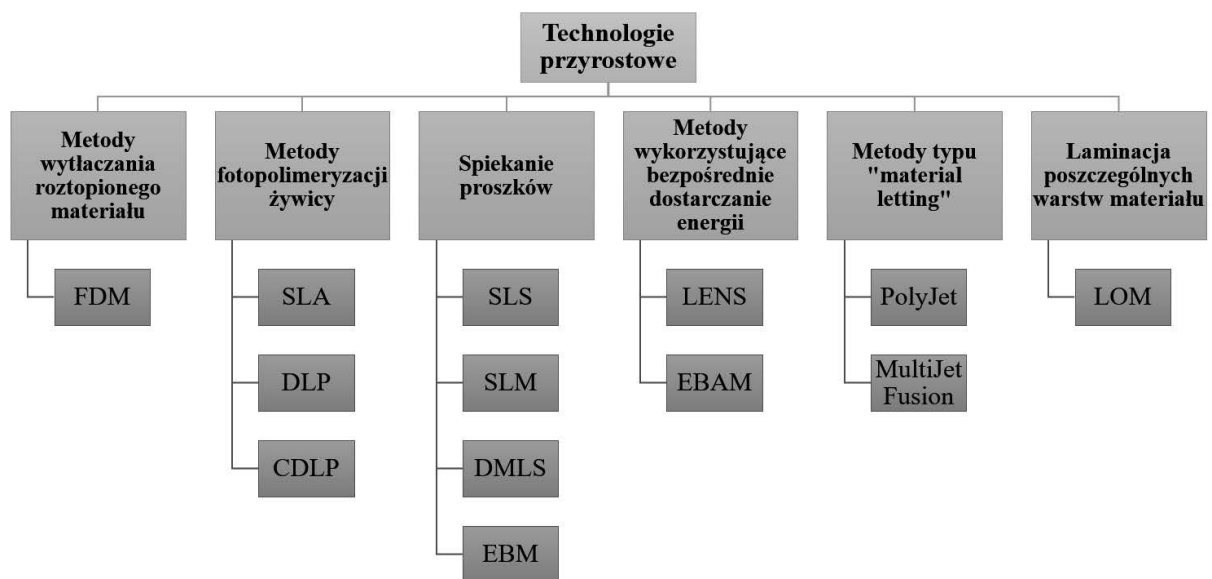 Technologie
przyrostowe
Metody
wytłaczania
roztopionego
materiału
Metody
fotopolimeryzacji
żywicy
Spiekanie
proszków
Metody
wykorzystujące
bezpośrednie
dostarczanie
energii
Metody typu
"material
letting"
Laminacja
poszczególnych
warstw materiału
FDM
SLA
DLP
CDLP
SLS
SLM
DMLS
EBM
LENS
EBAM
PolyJet
MultiJet
Fusion
LOM